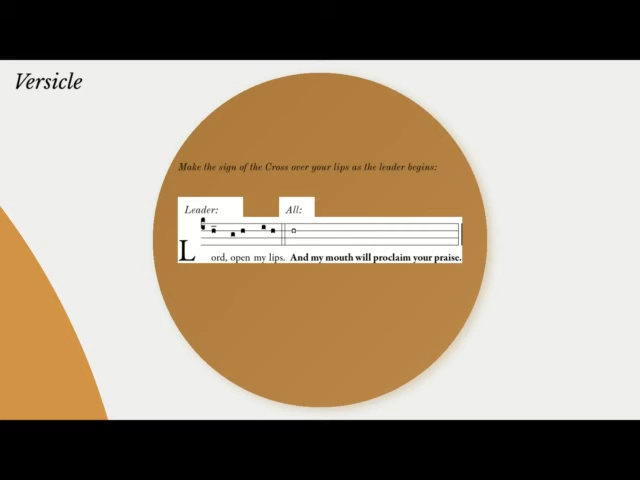 Versicle
Make the sign of the Cross over your lips as the leader begins:
Leader: All:
Lord, open my lips. And my mouth will proclaim your praise.